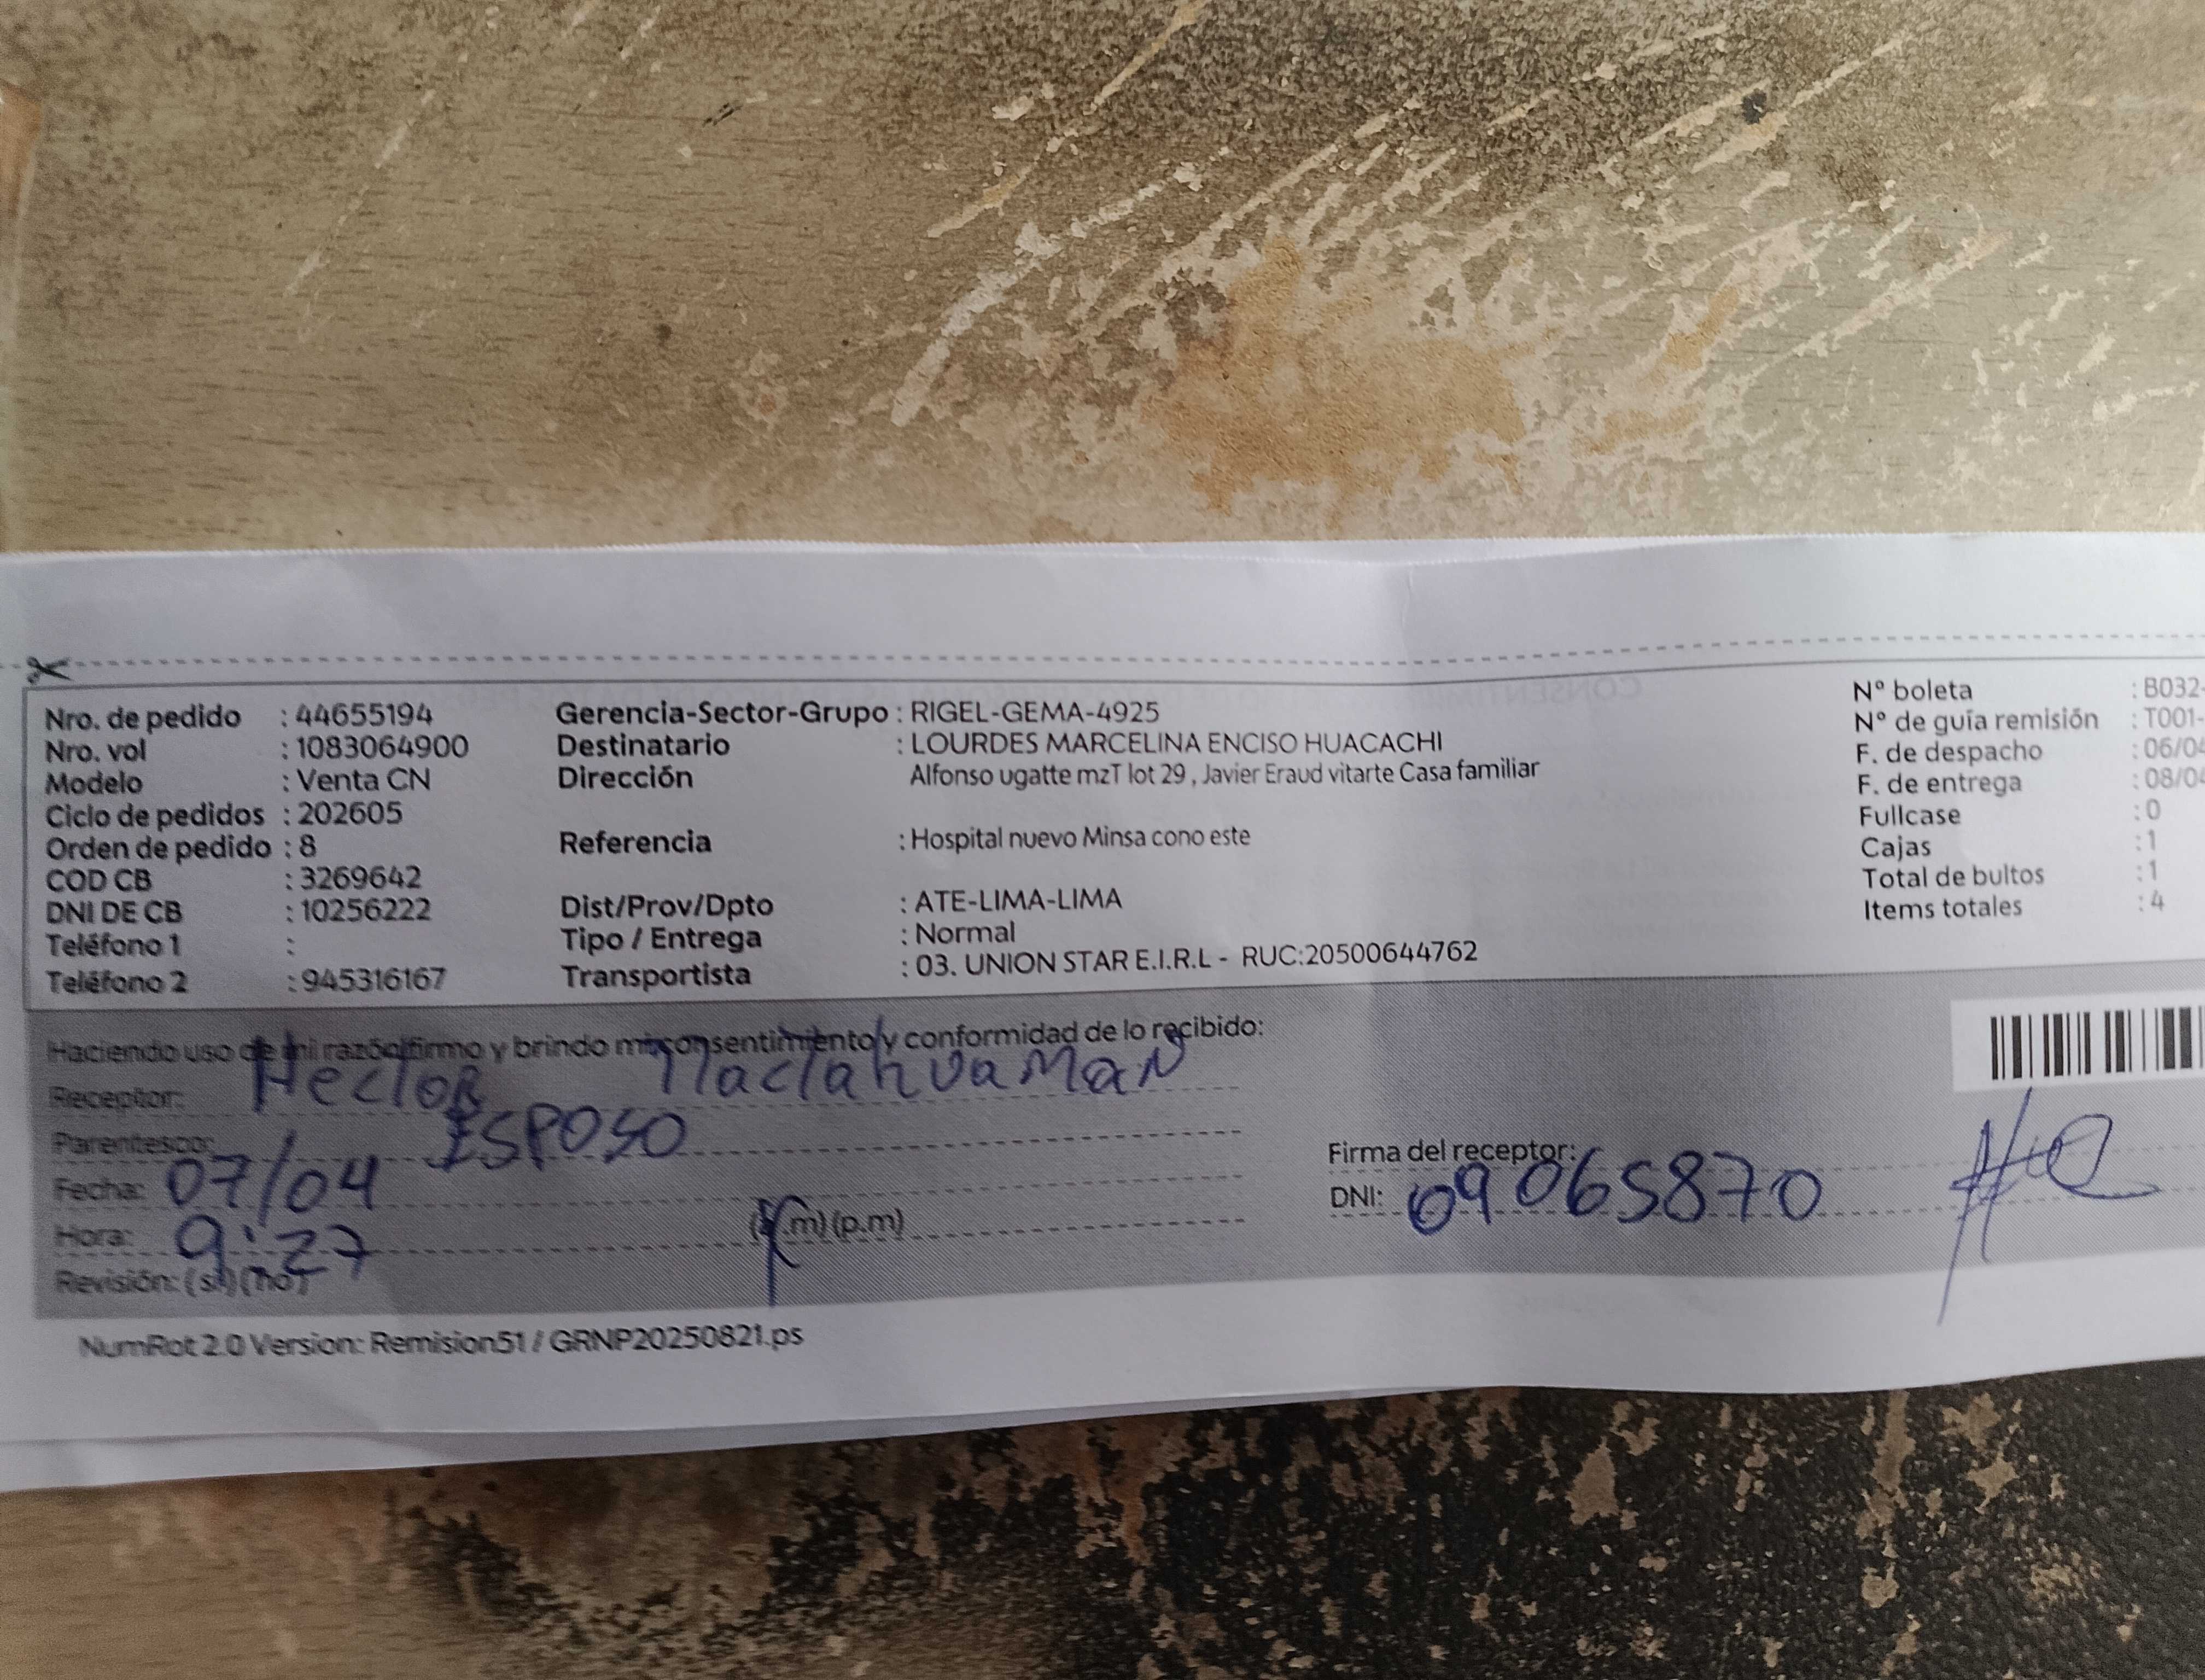 Nro. de pedido : 44655194
Nro. vol : 1083064900
Modelo : Venta CN
Ciclo de pedidos : 202605
Orden de pedido : 8
COD CB : 3269642
DNI DE CB : 10256222
Teléfono 1 :
Teléfono 2 : 945316167
Gerencia-Sector-Grupo : RIGEL-GEMA-4925
Destinatario : LOURDES MARCELINA ENCISO HUACACHI
Dirección Alfonso ugatte mzT lot 29 , Javier Eraud vitarte Casa familiar
Referencia : Hospital nuevo Minsa cono este
Dist/Prov/Dpto : ATE-LIMA-LIMA
Tipo / Entrega : Normal
Transportista : 03. UNION STAR E.I.R.L - RUC:20500644762
N° boleta : B032-
N° de guía remisión : T001-
F. de despacho : 06/04
F. de entrega : 08/04
Fullcase : 0
Cajas : 1
Total de bultos : 1
Items totales : 4
Haciendo uso de mi razón firmo y brindo mi consentimiento y conformidad de lo recibido:
Receptor: Hector Llactahuaman
Parentesco: ESPOSO
Fecha: 07/04
Hora: 9:27 (a.m) (p.m)
Revisión: (si) (no)
Firma del receptor:
DNI: 09065870
NumRot 2.0 Version: Remision51 / GRNP20250821.ps